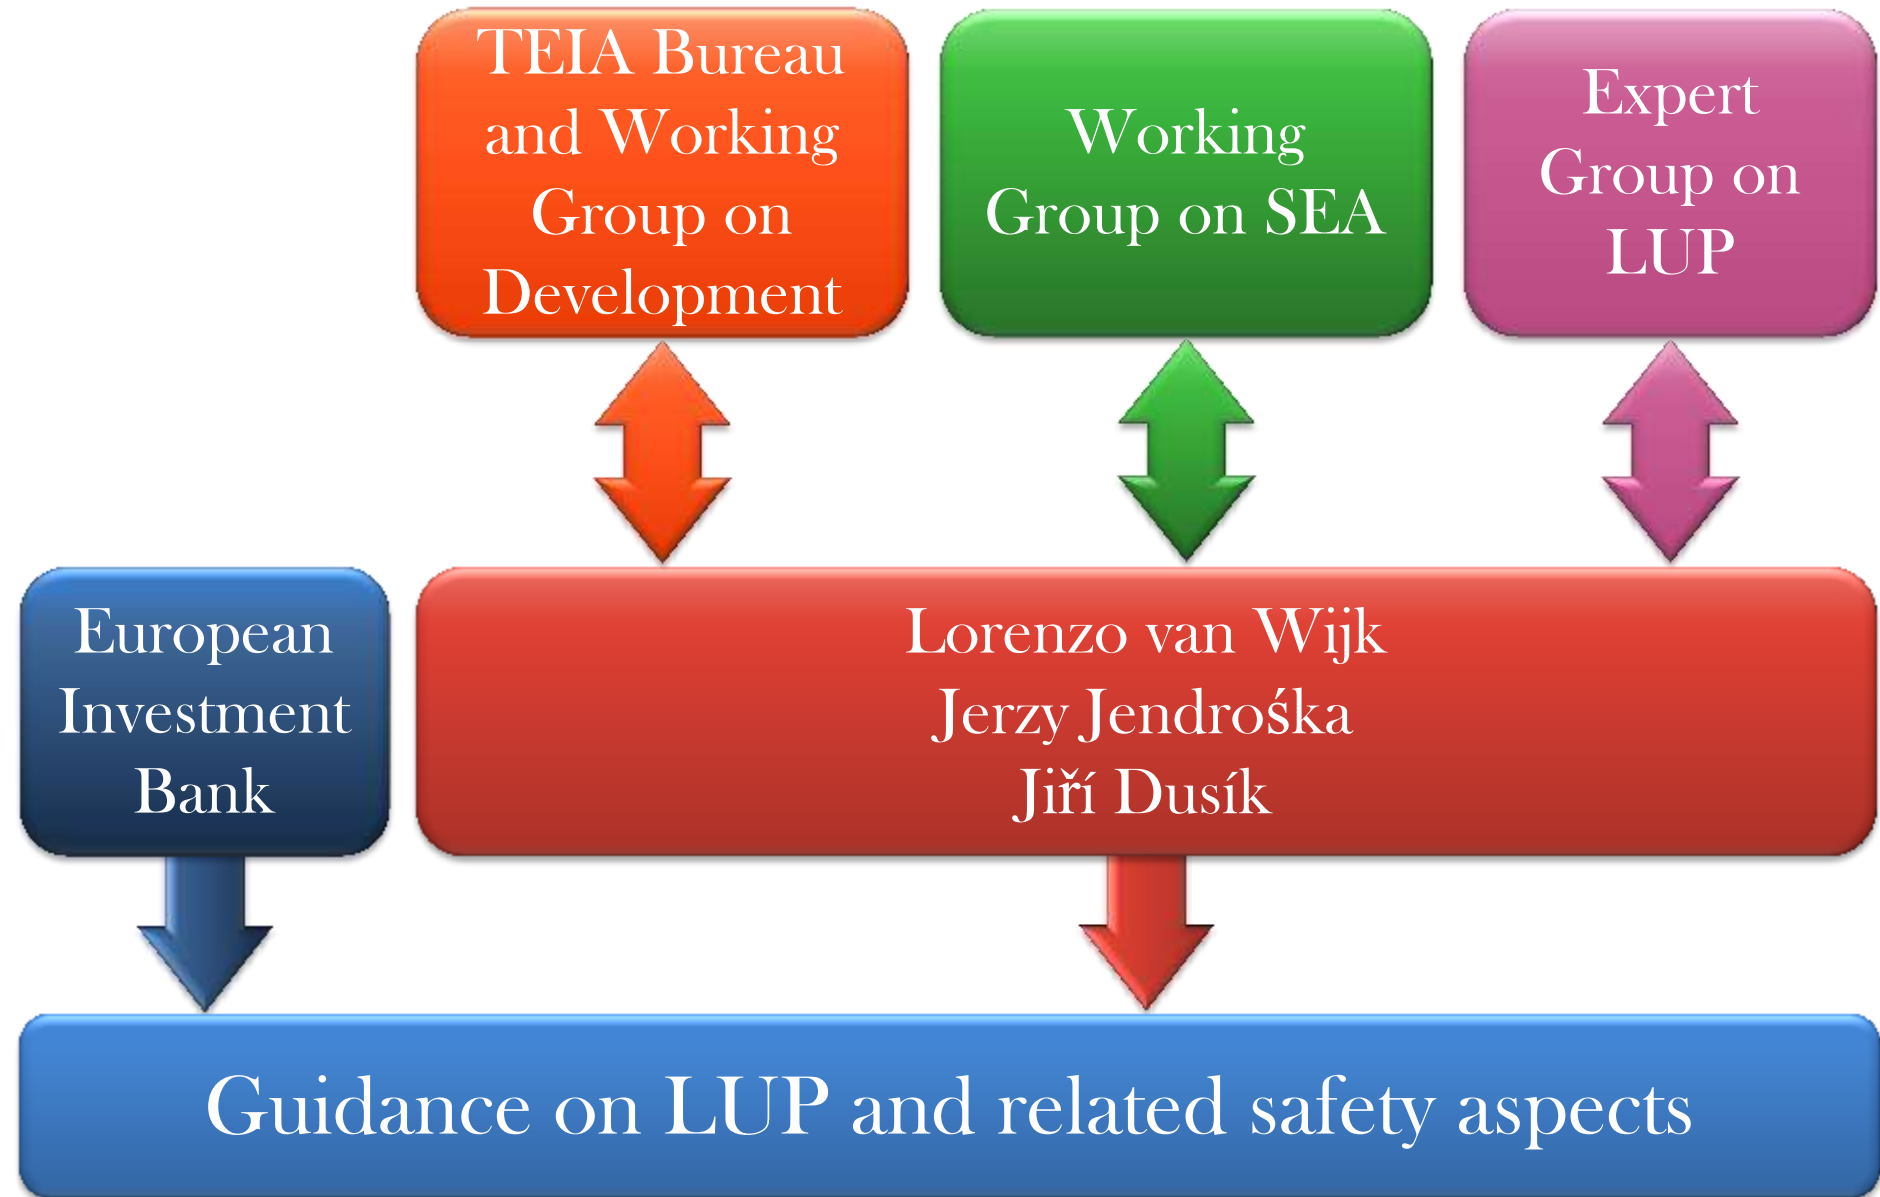 TEIA Bureau
and Working
Group on
Development
Working
Group on SEA
Expert
Group on
LUP
European
Investment
Bank
Lorenzo van Wijk
Jerzy Jendrośka
Jiří Dusík
Guidance on LUP and related safety aspects